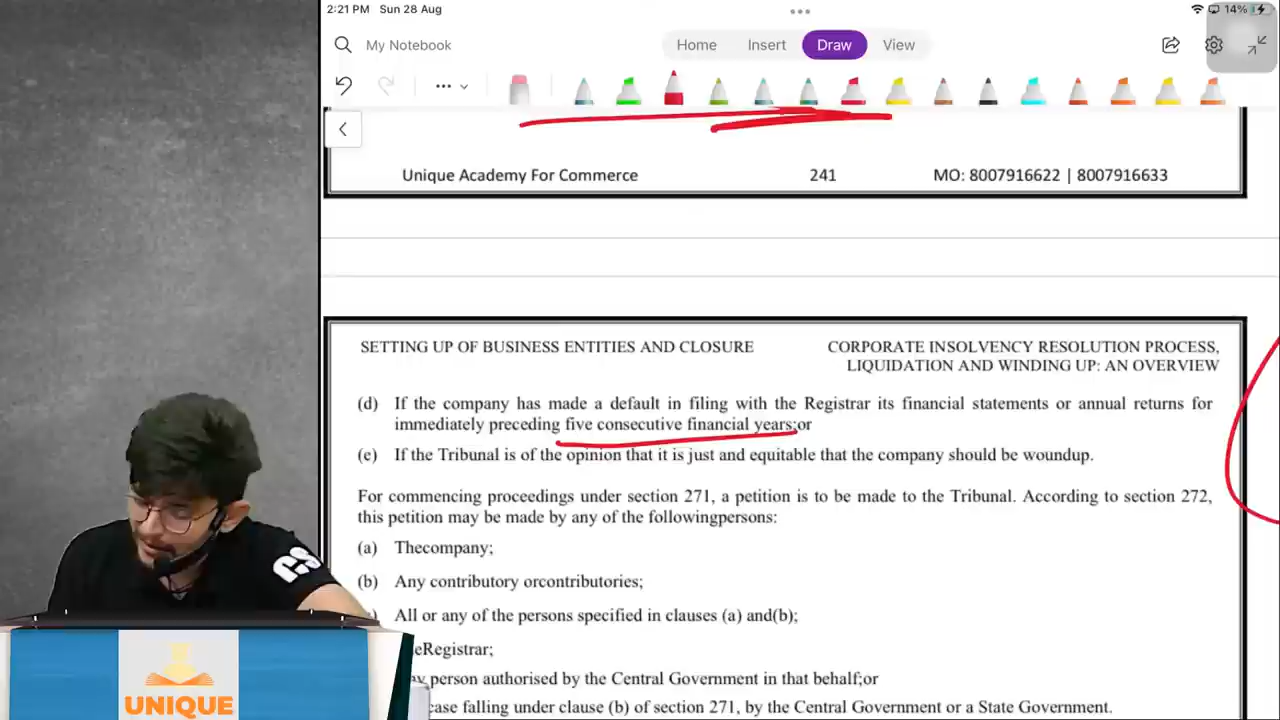 2:21 PM Sun 28 Aug
14%
My Notebook
Home Insert Draw View
Unique Academy For Commerce 241 MO: 8007916622 | 8007916633
SETTING UP OF BUSINESS ENTITIES AND CLOSURE
CORPORATE INSOLVENCY RESOLUTION PROCESS,
LIQUIDATION AND WINDING UP: AN OVERVIEW
(d) If the company has made a default in filing with the Registrar its financial statements or annual returns for
immediately preceding five consecutive financial years;or
(e) If the Tribunal is of the opinion that it is just and equitable that the company should be woundup.
For commencing proceedings under section 271, a petition is to be made to the Tribunal. According to section 272,
this petition may be made by any of the followingpersons:
(a) Thecompany;
(b) Any contributory orcontributories;
All or any of the persons specified in clauses (a) and(b);
eRegistrar;
person authorised by the Central Government in that behalf;or
case falling under clause (b) of section 271, by the Central Government or a State Government.
CS
UNIQUE